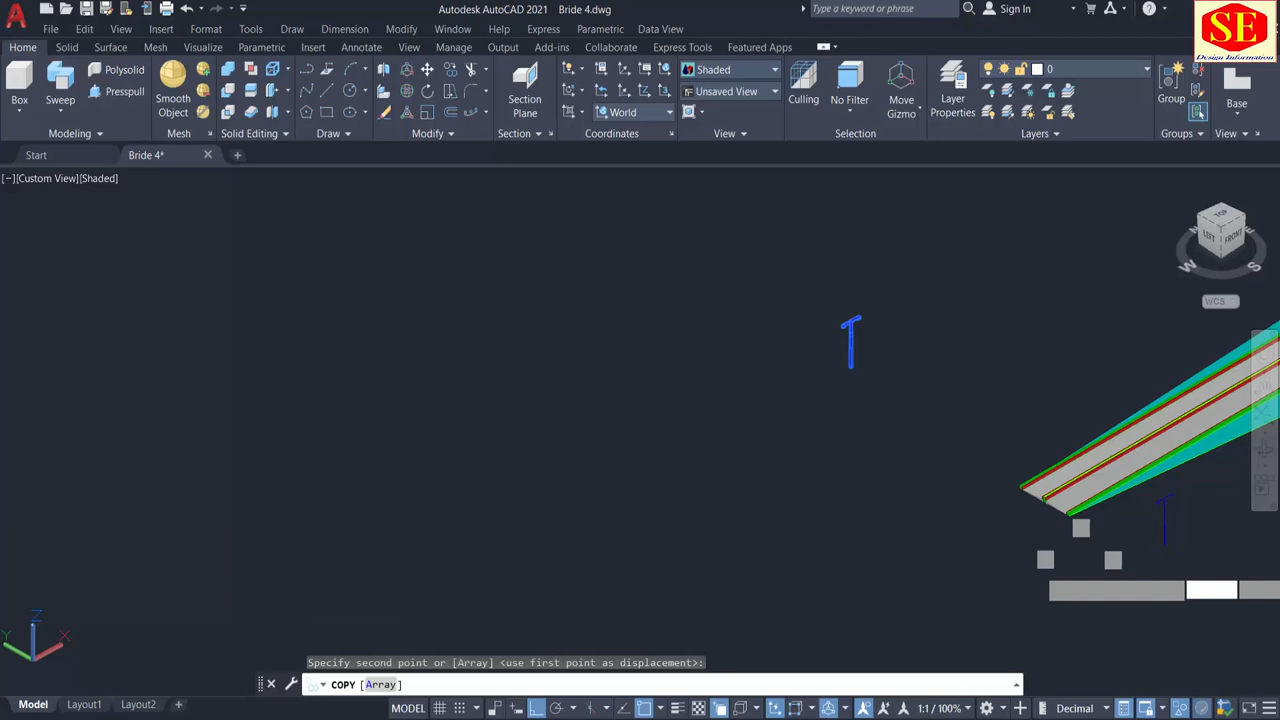 Autodesk AutoCAD 2021 Bride 4.dwg
Type a keyword or phrase
Sign In
SE
Design Information
File Edit View Insert Format Tools Draw Dimension Modify Window Help Express Parametric Data View
Home Solid Surface Mesh Visualize Parametric Insert Annotate View Manage Output Add-ins Collaborate Express Tools Featured Apps
Box
Sweep
Polysolid
Presspull
Smooth
Object
Section
Plane
Shaded
Unsaved View
World
Culling
No Filter
Move
Gizmo
Layer
Properties
0
Group
Base
Modeling Mesh Solid Editing Draw Modify Section Coordinates View Selection Layers Groups View
Start
Bride 4*
[−][Custom View][Shaded]
TOP
LEFT
FRONT
N
E
W
S
WCS
Z
Y
X
Specify second point or [Array] <use first point as displacement>:
COPY [Array]
Model Layout1 Layout2
MODEL
1:1 / 100%
Decimal